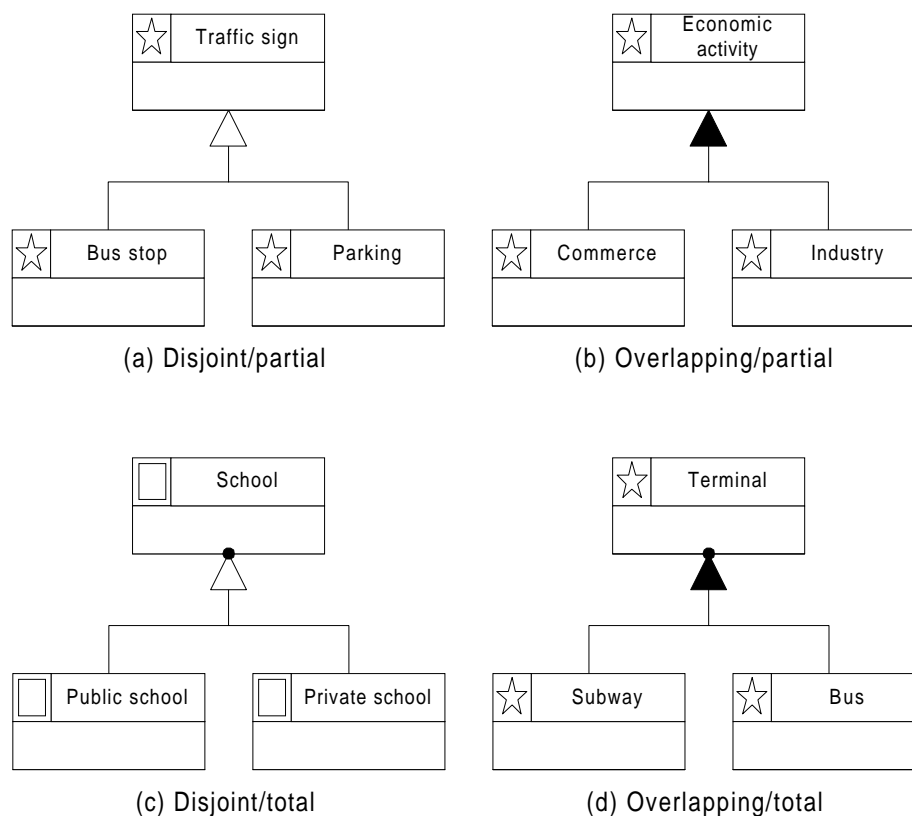 Traffic sign
Bus stop
Parking
(a) Disjoint/partial
Economic
activity
Commerce
Industry
(b) Overlapping/partial
School
Public school
Private school
(c) Disjoint/total
Terminal
Subway
Bus
(d) Overlapping/total